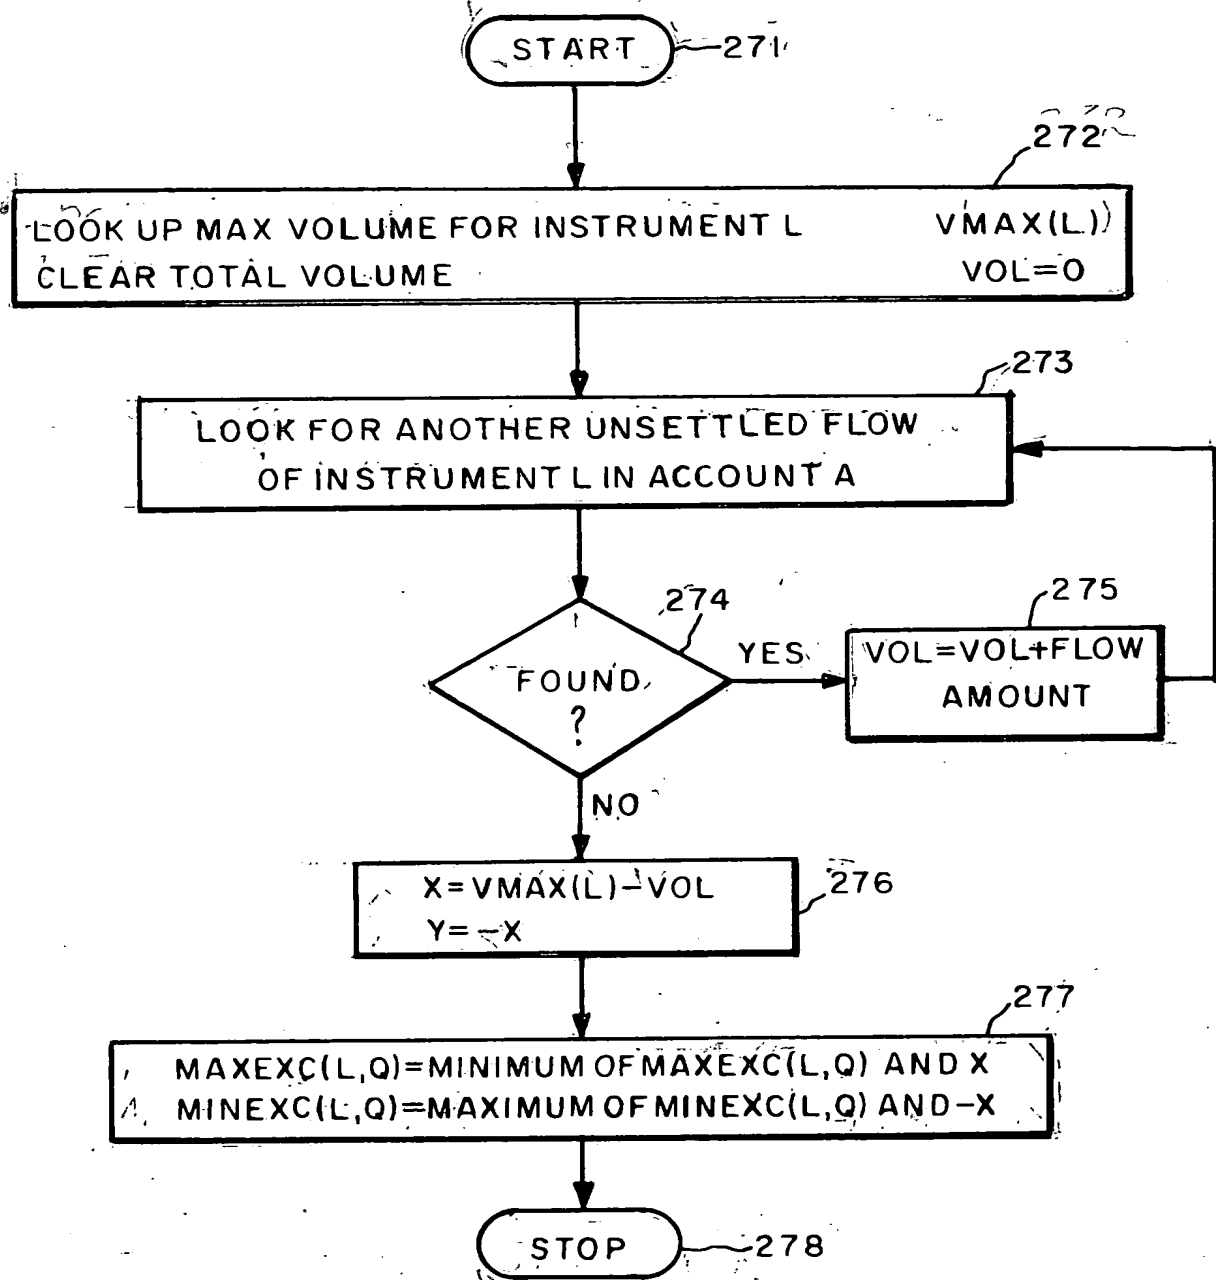 START
271
272
LOOK UP MAX VOLUME FOR INSTRUMENT L VMAX(L)
CLEAR TOTAL VOLUME VOL=0
273
LOOK FOR ANOTHER UNSETTLED FLOW
OF INSTRUMENT L IN ACCOUNT A
274
FOUND
?
YES
275
VOL=VOL+FLOW
AMOUNT
NO
276
X=VMAX(L)-VOL
Y=-X
277
MAXEXC(L,Q)=MINIMUM OF MAXEXC(L,Q) AND X
MINEXC(L,Q)=MAXIMUM OF MINEXC(L,Q) AND-X
STOP
278